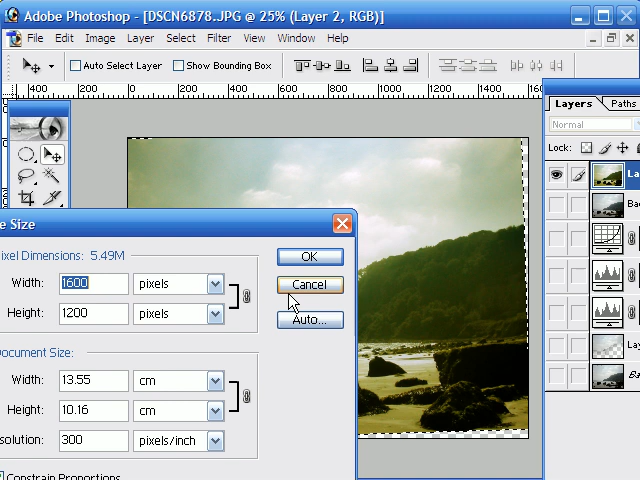 Adobe Photoshop - [DSCN6878.JPG @ 25% (Layer 2, RGB)]
File Edit Image Layer Select Filter View Window Help
Auto Select Layer Show Bounding Box
400 200 0 200 400 600 800 1000 1200 1400 160
Layers Paths
Normal
Lock:
La
Bac
Lay
Ba
e Size
ixel Dimensions: 5.49M
Width: 1600 pixels
Height: 1200 pixels
OK
Cancel
Auto...
Document Size:
Width: 13.55 cm
Height: 10.16 cm
solution: 300 pixels/inch
Constrain Proportions